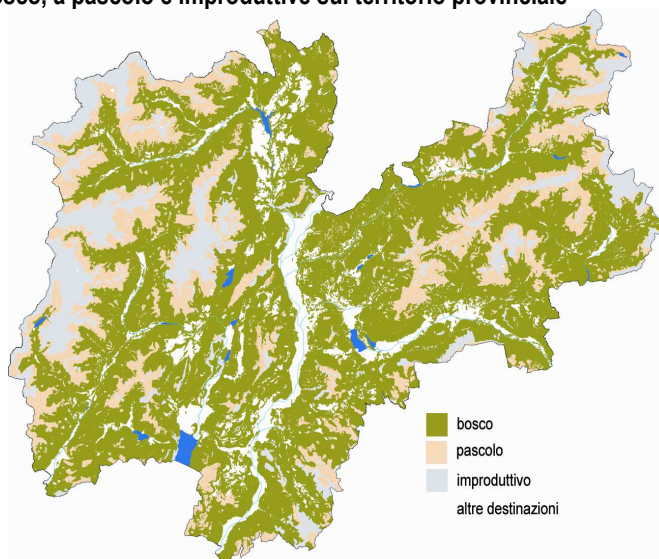 bosco, a pascolo e improduttivo sul territorio provinciale
bosco
pascolo
improduttivo
altre destinazioni